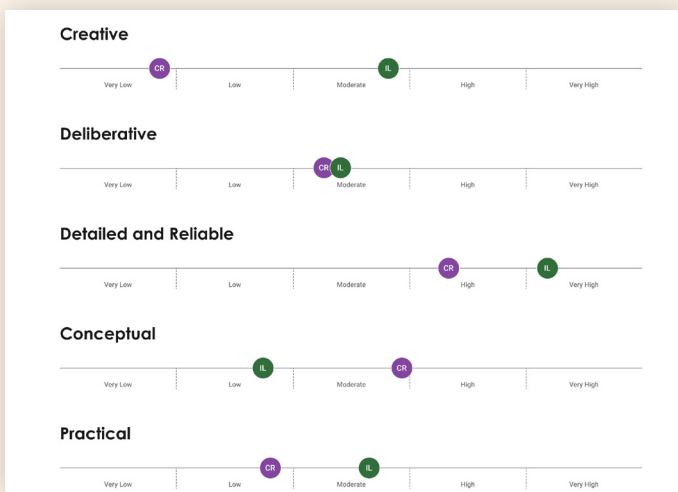 Creative
CR IL
Very Low Low Moderate High Very High
Deliberative
CR IL
Very Low Low Moderate High Very High
Detailed and Reliable
CR IL
Very Low Low Moderate High Very High
Conceptual
IL CR
Very Low Low Moderate High Very High
Practical
CR IL
Very Low Low Moderate High Very High